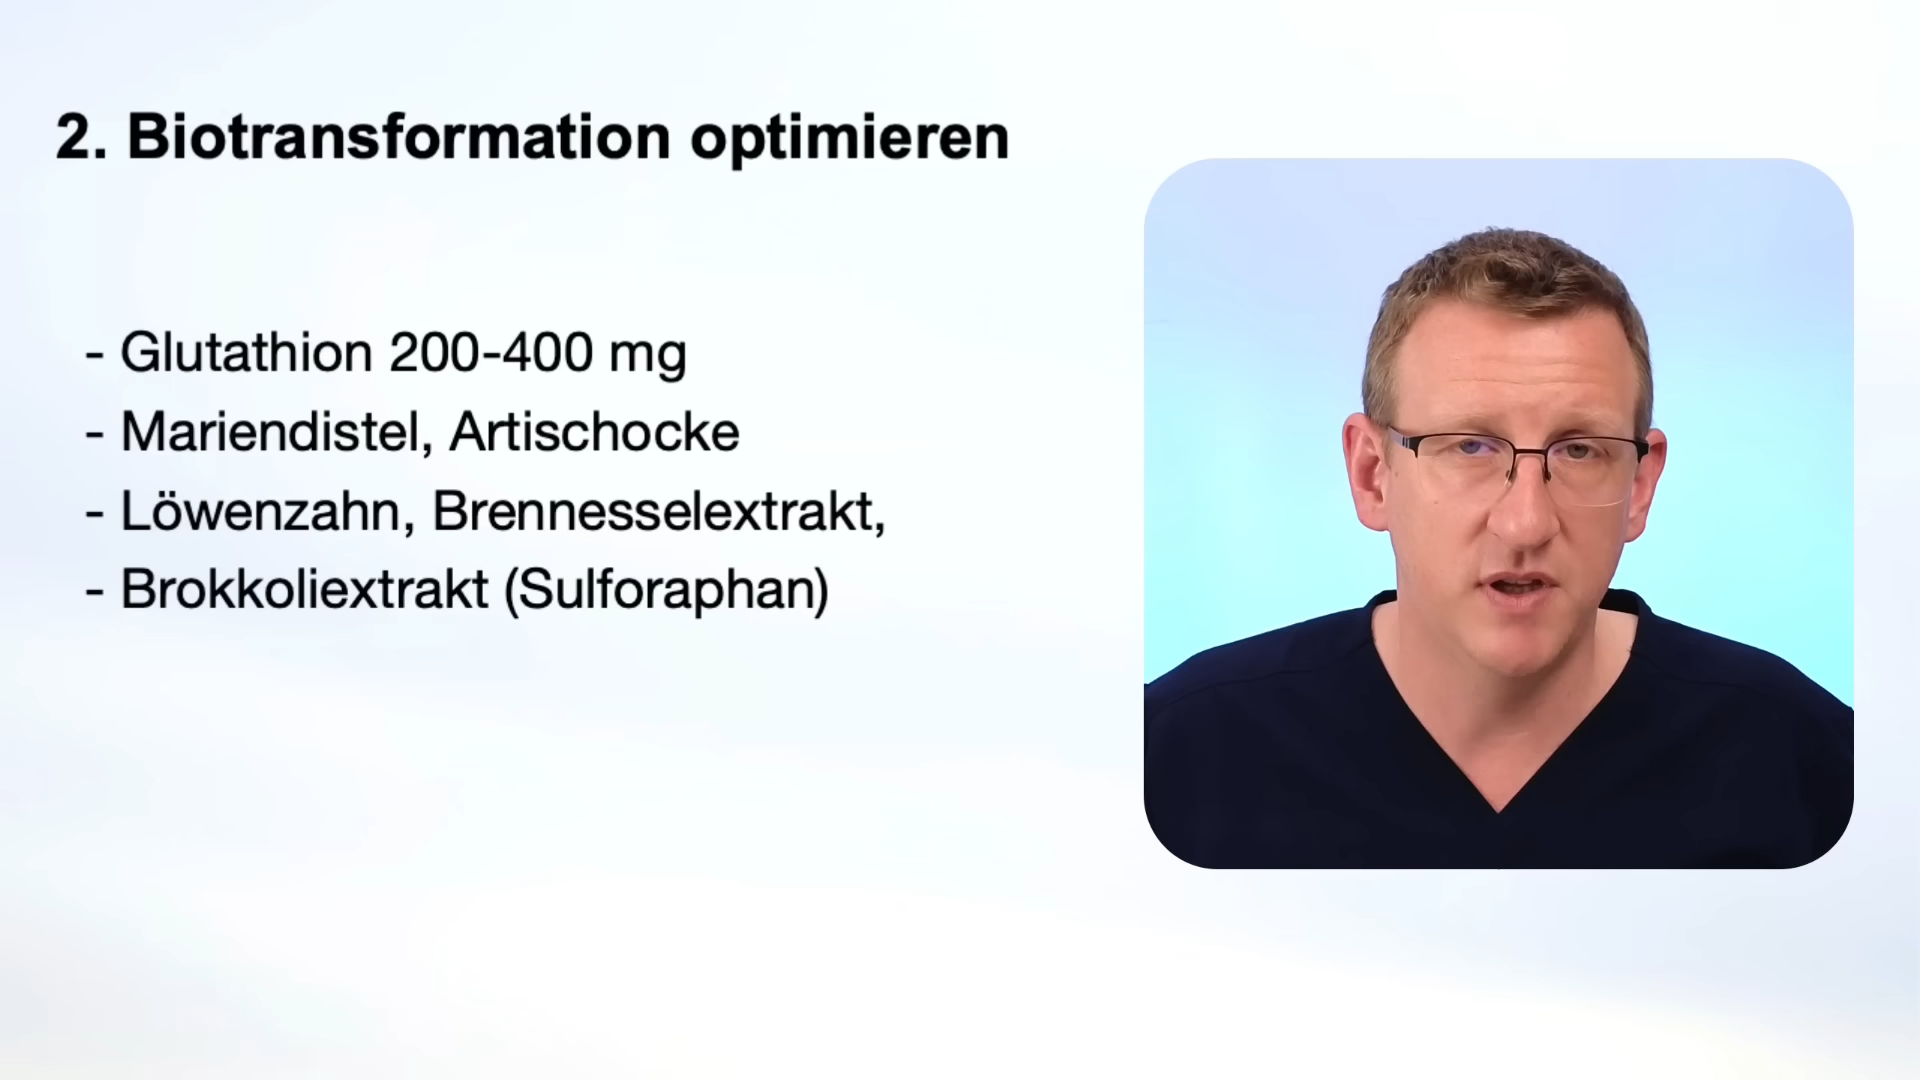 2. Biotransformation optimieren
- Glutathion 200-400 mg
- Mariendistel, Artischocke
- Löwenzahn, Brennesselextrakt,
- Brokkoliextrakt (Sulforaphan)